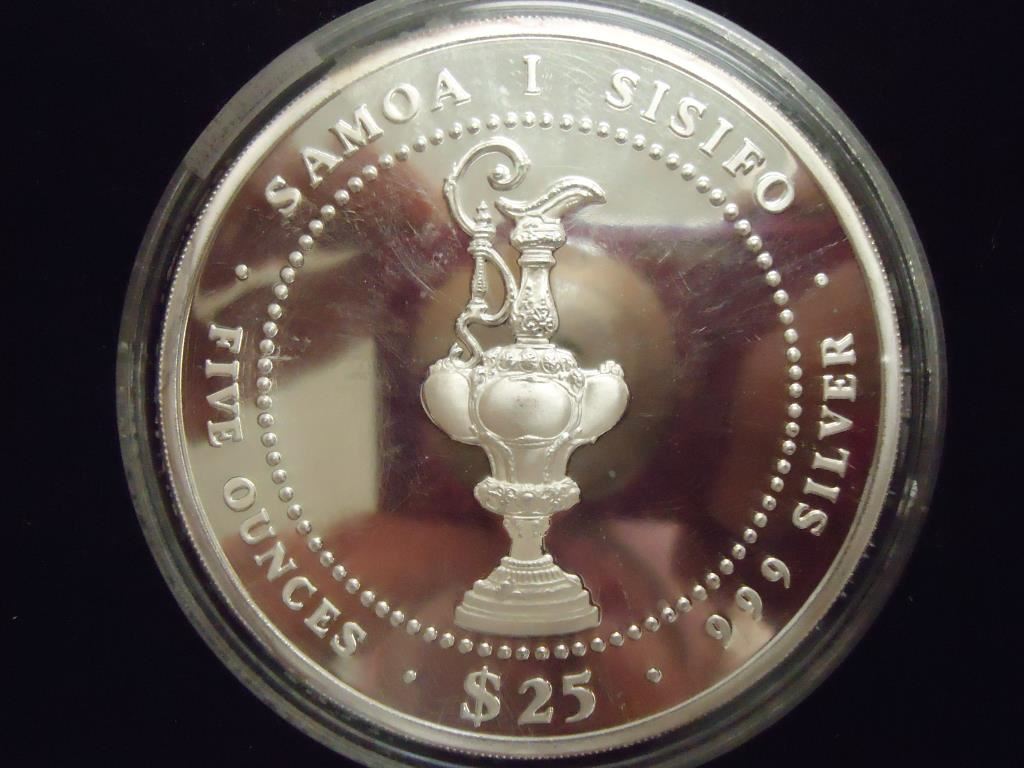 SAMOA I SISIFO
FIVE OUNCES
$25
999 SILVER